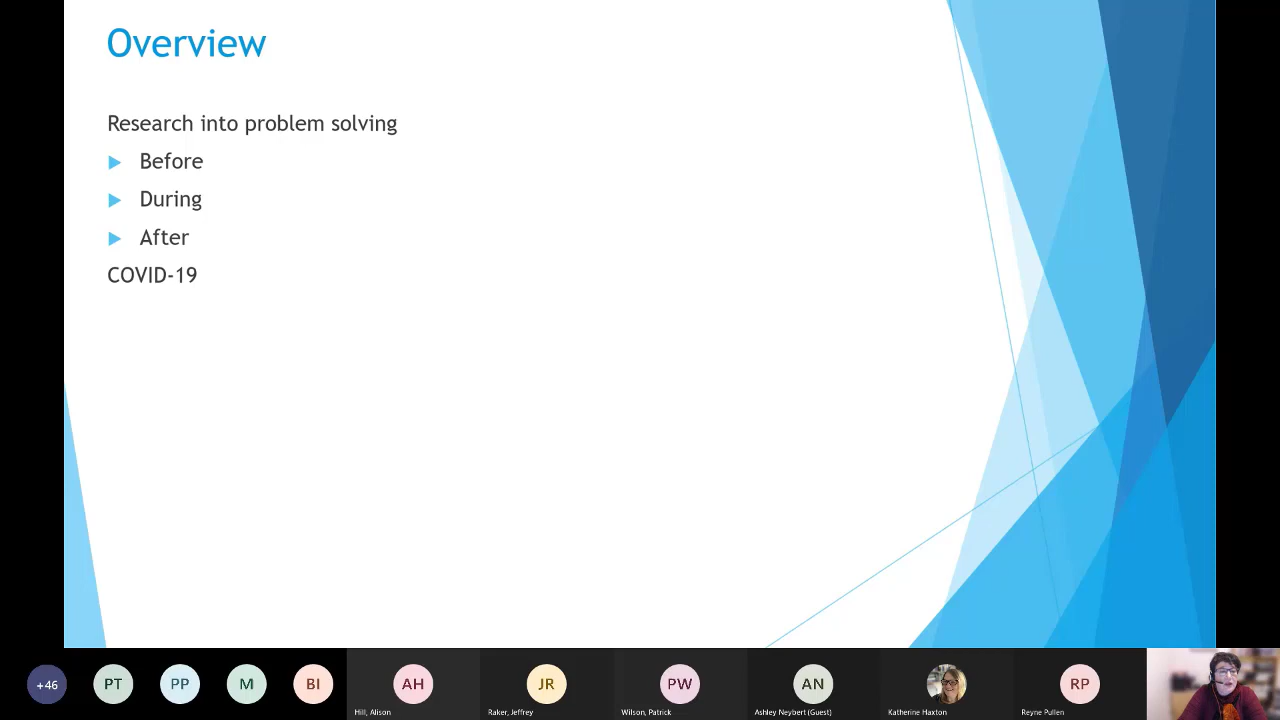 Overview
Research into problem solving
Before
During
After
COVID-19
+46
PT
PP
M
BI
AH
JR
PW
AN
RP
Hill, Alison
Raker, Jeffrey
Wilson, Patrick
Ashley Neybert (Guest)
Katherine Haxton
Reyne Pullen